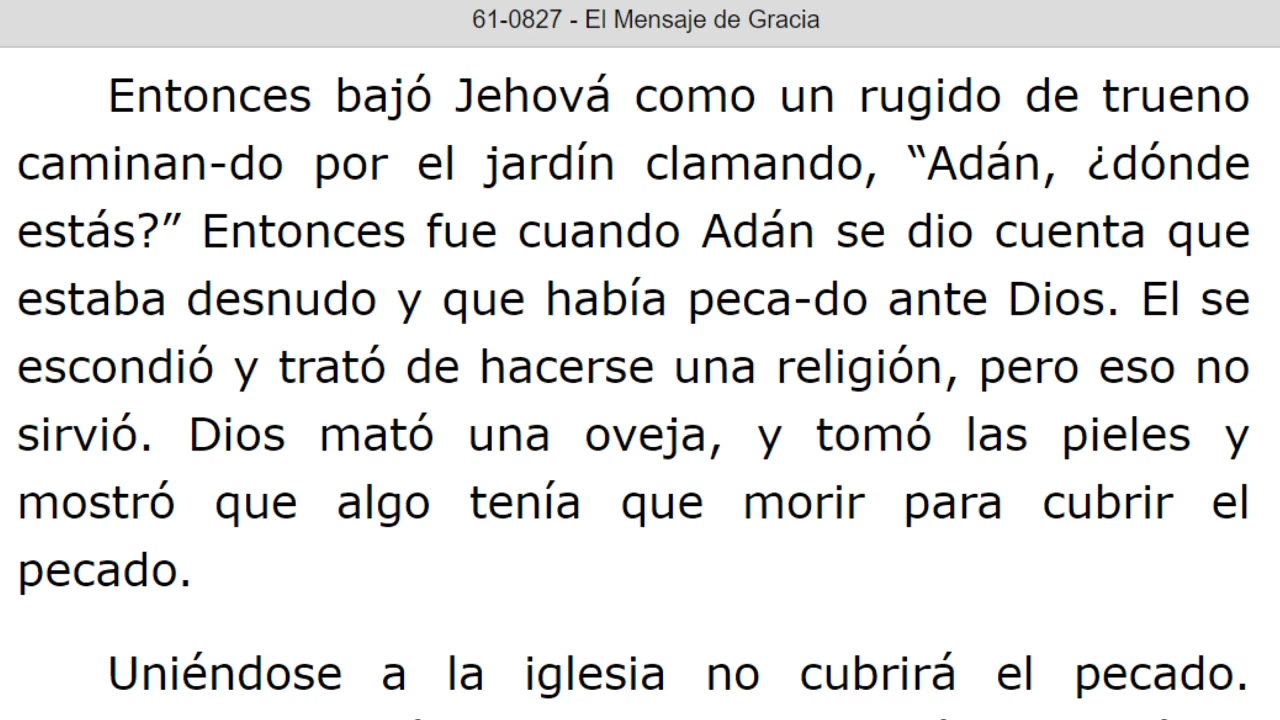 61-0827 - El Mensaje de Gracia
Entonces bajó Jehová como un rugido de trueno
caminan-do por el jardín clamando, “Adán, ¿dónde
estás?” Entonces fue cuando Adán se dio cuenta que
estaba desnudo y que había peca-do ante Dios. El se
escondió y trató de hacerse una religión, pero eso no
sirvió. Dios mató una oveja, y tomó las pieles y
mostró que algo tenía que morir para cubrir el
pecado.
Uniéndose a la iglesia no cubrirá el pecado.